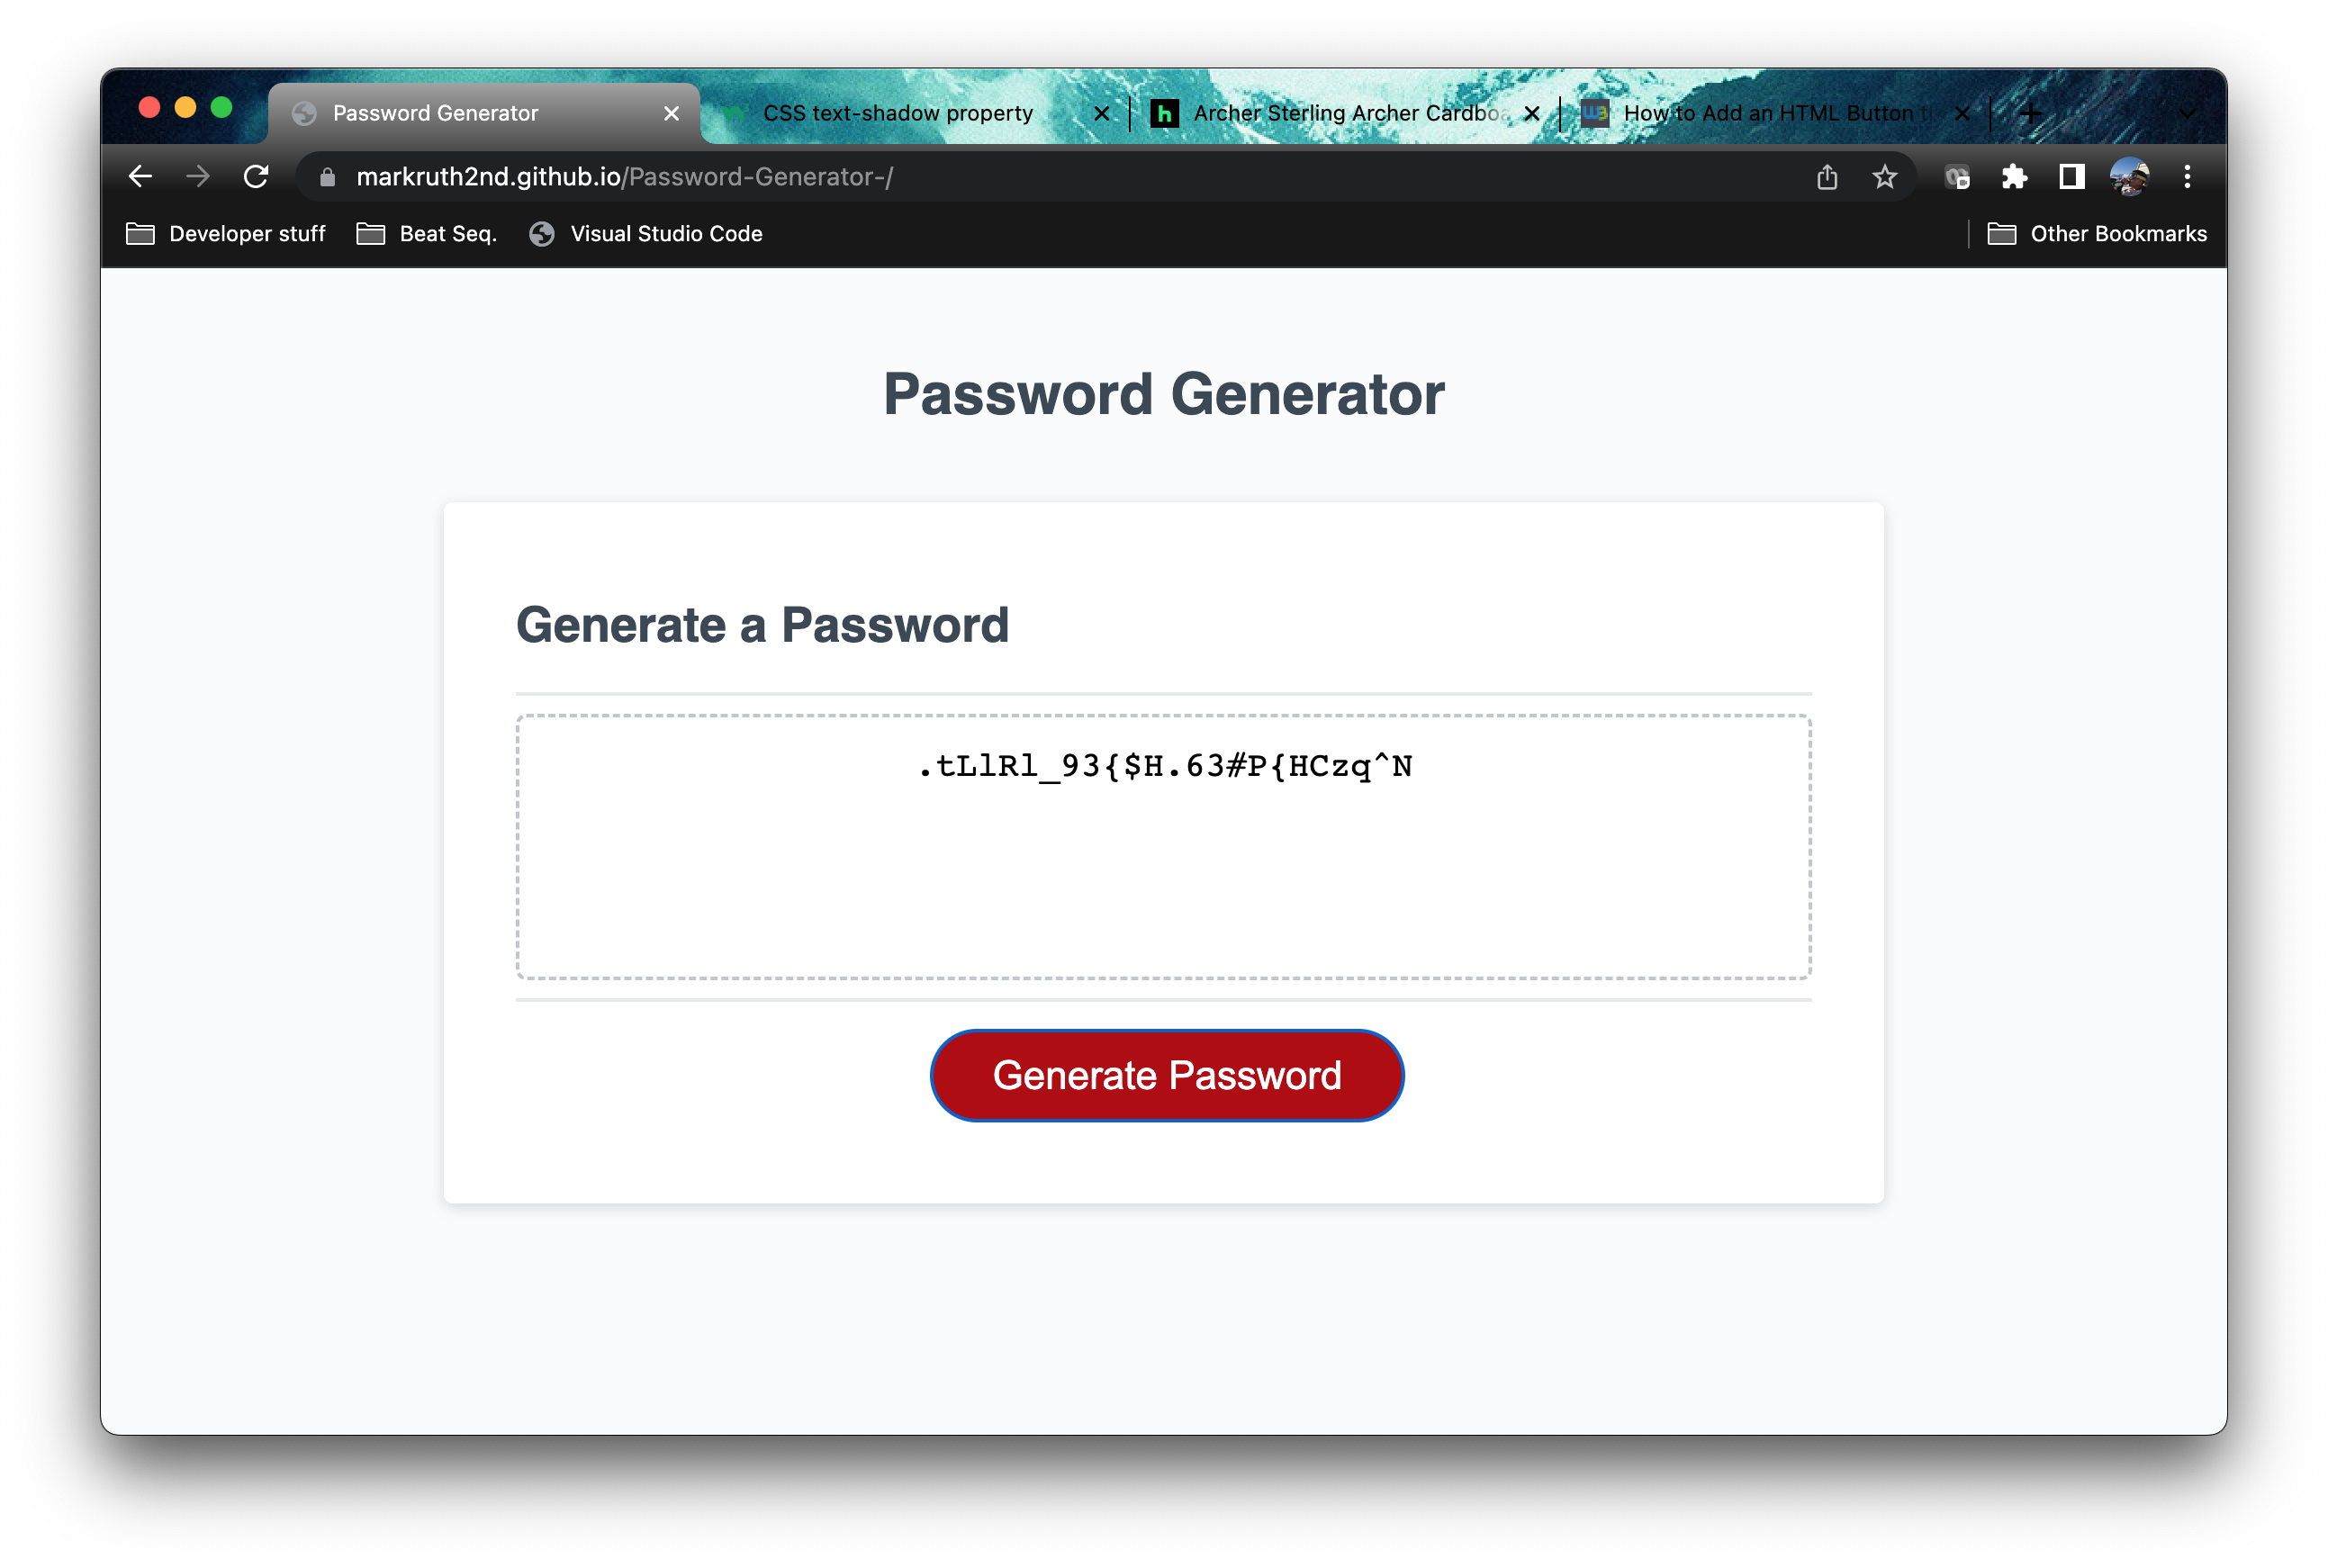 Password Generator
CSS text-shadow property
h
Archer Sterling Archer Cardboa
How to Add an HTML Button
markruth2nd.github.io/Password-Generator-/
Developer stuff
Beat Seq.
Visual Studio Code
Other Bookmarks
Password Generator
Generate a Password
.tLlRl_93{$H.63#P{HCzq^N
Generate Password